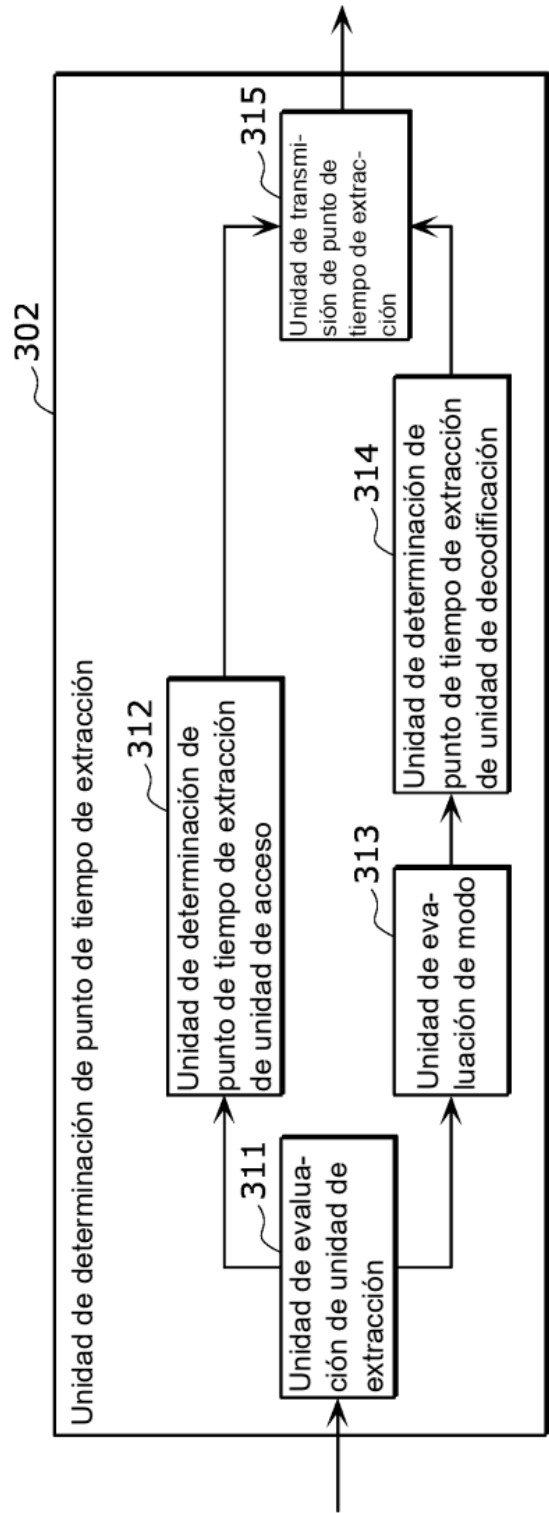 302
Unidad de determinación de punto de tiempo de extracción
311
Unidad de evalua-
ción de unidad de
extracción
312
Unidad de determinación de
punto de tiempo de extracción
de unidad de acceso
313
Unidad de eva-
luación de modo
314
Unidad de determinación de
punto de tiempo de extracción
de unidad de decodificación
315
Unidad de transmi-
sión de punto de
tiempo de extrac-
ción